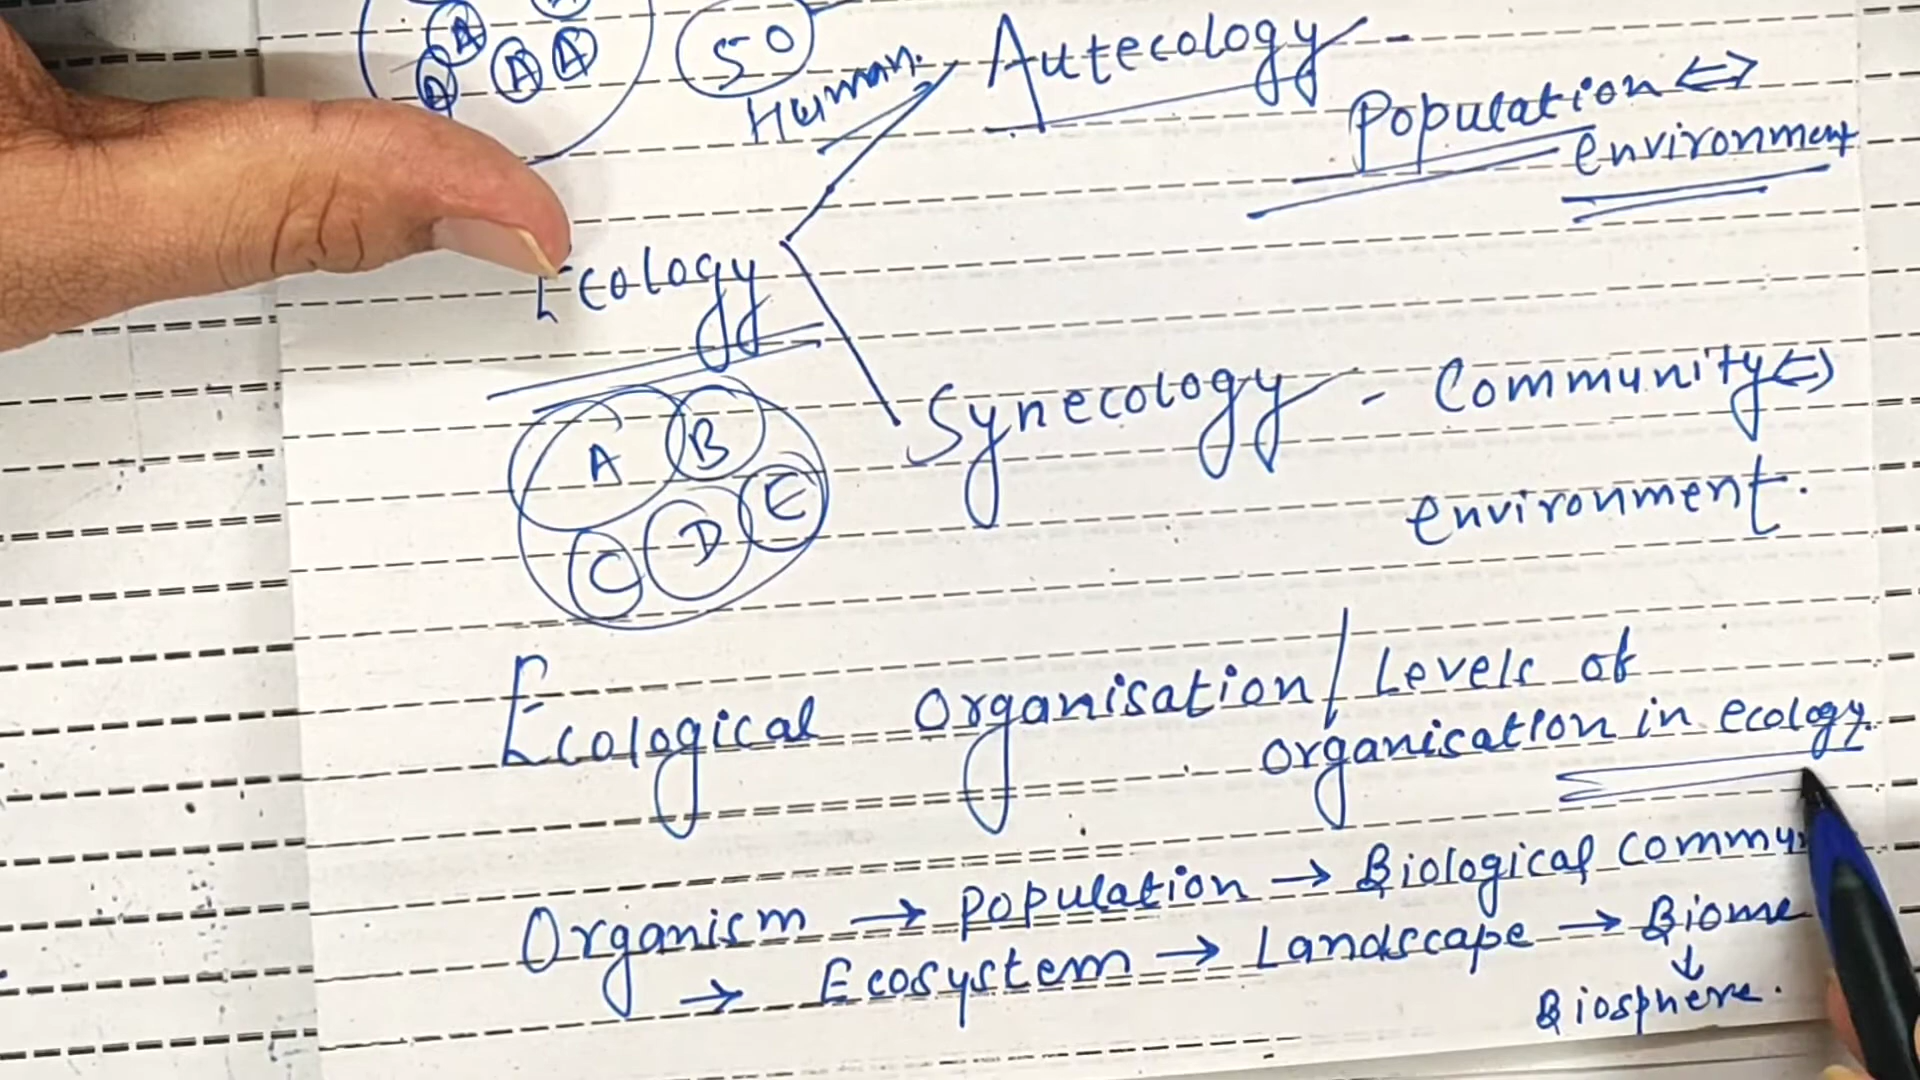 A
A A A
50
Human.
Autecology -
Population ⟺
environment
Ecology
A B
C D E
Synecology - Community ⟺
environment.
Ecological organisation / Levels of
organisation in ecology.
Organism → Population → Biological
→ Ecosystem → Landscape → Biome
↓
Biosphere.